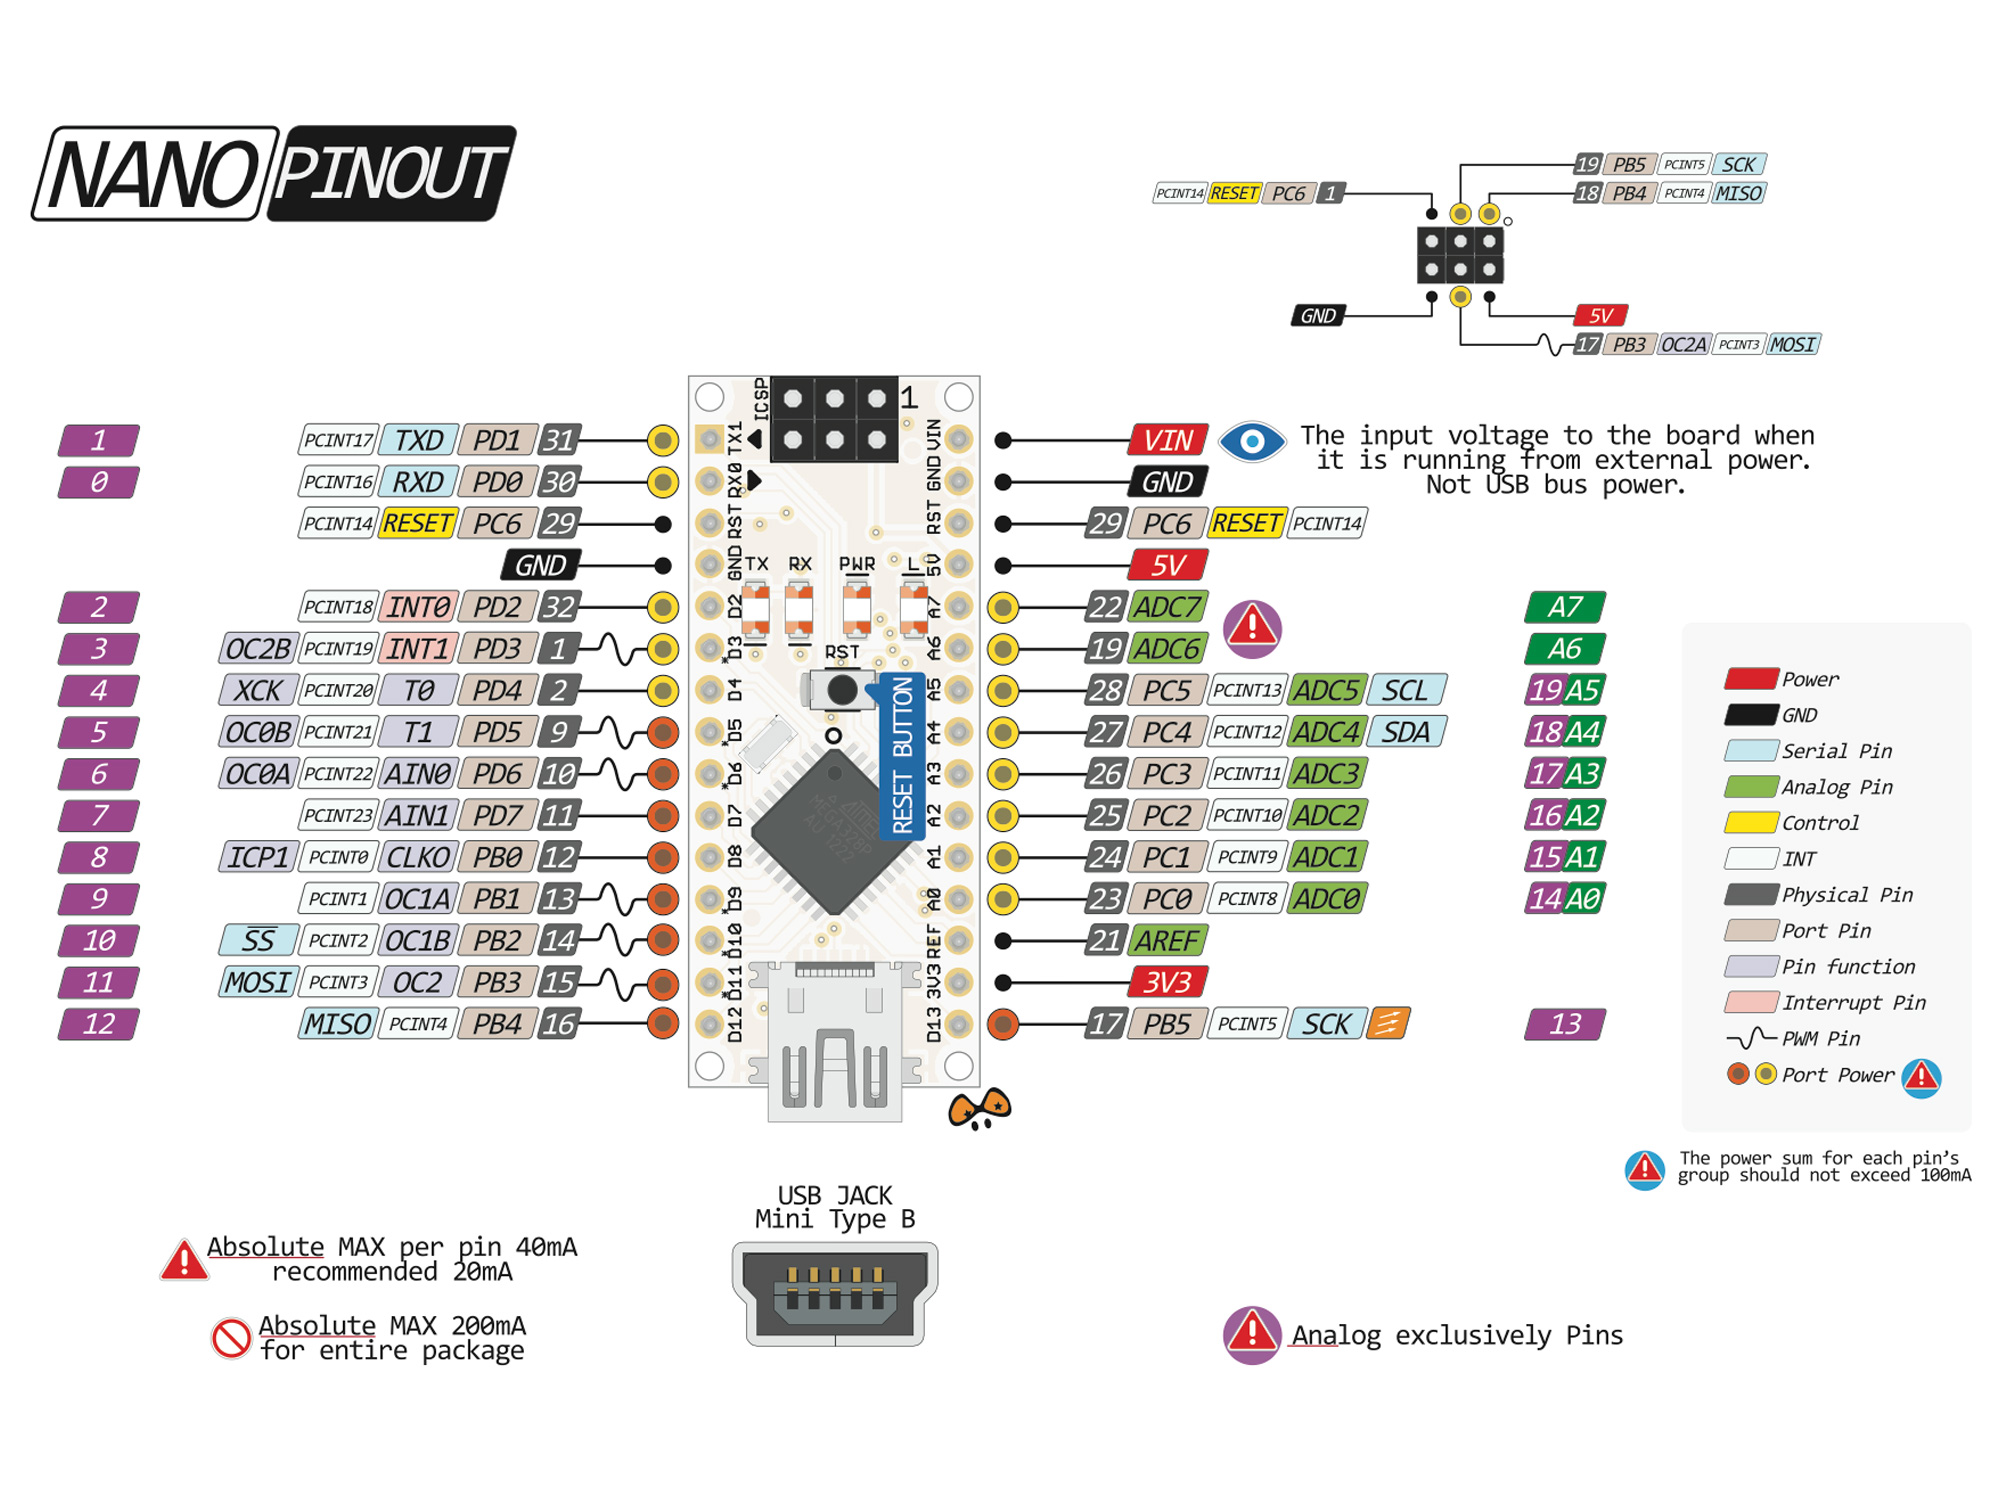 NANO PINOUT
19 PB5 PCINT5 SCK
PCINT14 RESET PC6 1
18 PB4 PCINT4 MISO
GND
5V
17 PB3 OC2A PCINT3 MOSI
ICSP
1
1 PCINT17 TXD PD1 31 TX1
VIN VIN
The input voltage to the board when
it is running from external power.
Not USB bus power.
0 PCINT16 RXD PD0 30 RX0
GND GND
PCINT14 RESET PC6 29 RST
RST 29 PC6 RESET PCINT14
GND GND
5V 5V
TX RX PWR L
2 PCINT18 INT0 PD2 32 D2
A7 22 ADC7 A7
3 OC2B PCINT19 INT1 PD3 1 *D3
A6 19 ADC6 A6
RST
4 XCK PCINT20 T0 PD4 2 D4
A5 28 PC5 PCINT13 ADC5 SCL 19 A5
5 OC0B PCINT21 T1 PD5 9 *D5
A4 27 PC4 PCINT12 ADC4 SDA 18 A4
6 OC0A PCINT22 AIN0 PD6 10 *D6
A3 26 PC3 PCINT11 ADC3 17 A3
RESET BUTTON
7 PCINT23 AIN1 PD7 11 D7
A2 25 PC2 PCINT10 ADC2 16 A2
8 ICP1 PCINT0 CLKO PB0 12 D8
A1 24 PC1 PCINT9 ADC1 15 A1
9 PCINT1 OC1A PB1 13 *D9
A0 23 PC0 PCINT8 ADC0 14 A0
10 SS PCINT2 OC1B PB2 14 *D10
REF 21 AREF
11 MOSI PCINT3 OC2 PB3 15 *D11
3V3 3V3
12 MISO PCINT4 PB4 16 D12
D13 17 PB5 PCINT5 SCK 13
Power
GND
Serial Pin
Analog Pin
Control
INT
Physical Pin
Port Pin
Pin function
Interrupt Pin
PWM Pin
Port Power
The power sum for each pin’s
group should not exceed 100mA
USB JACK
Mini Type B
Absolute MAX per pin 40mA
recommended 20mA
Absolute MAX 200mA
for entire package
Analog exclusively Pins